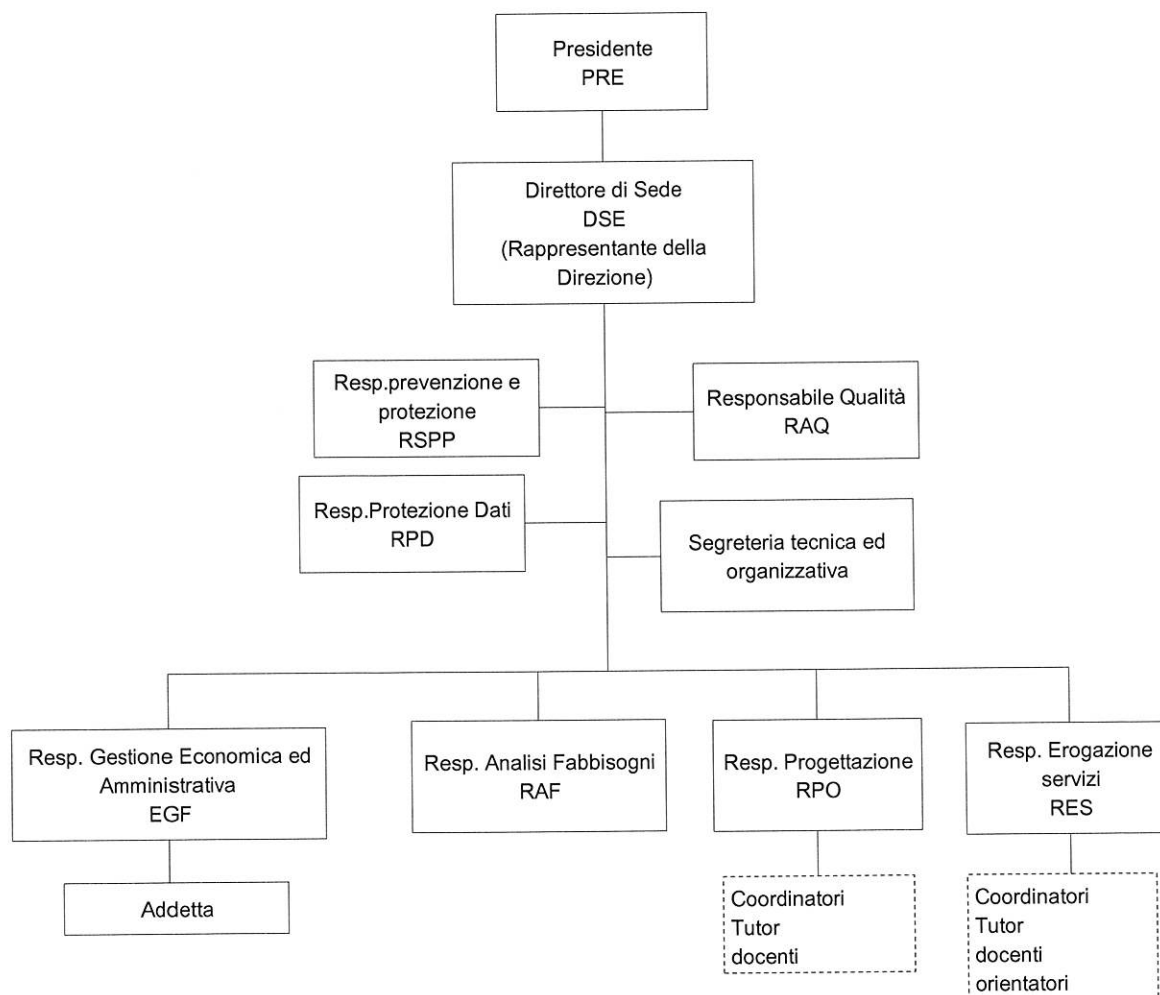 Presidente
PRE
Direttore di Sede
DSE
(Rappresentante della
Direzione)
Resp.prevenzione e
protezione
RSPP
Responsabile Qualità
RAQ
Resp.Protezione Dati
RPD
Segreteria tecnica ed
organizzativa
Resp. Gestione Economica ed
Amministrativa
EGF
Resp. Analisi Fabbisogni
RAF
Resp. Progettazione
RPO
Resp. Erogazione
servizi
RES
Addetta
Coordinatori
Tutor
docenti
Coordinatori
Tutor
docenti
orientatori